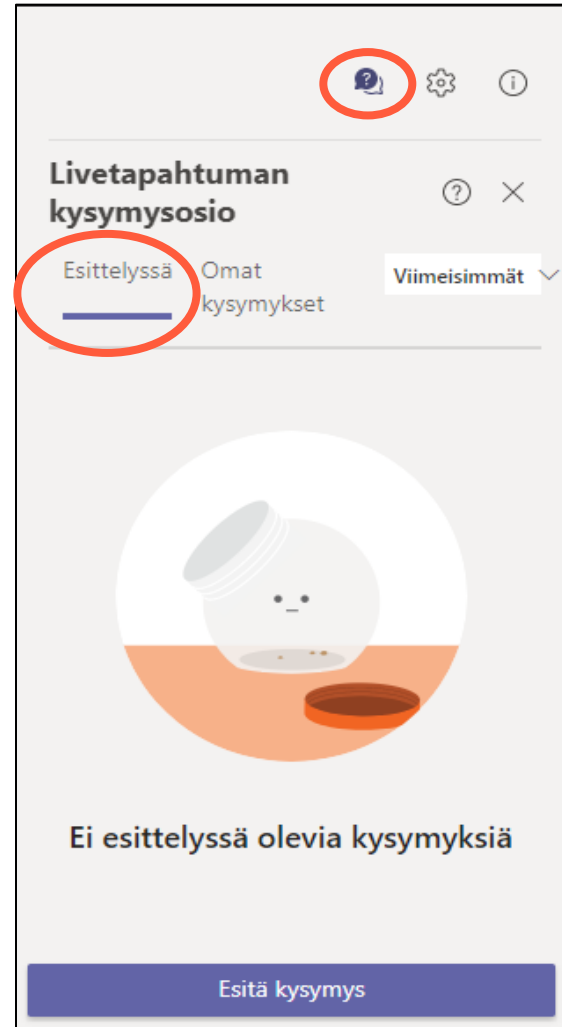 Livetapahtuman
kysymysosio
Esittelyssä
Omat
kysymykset
Viimeisimmät
Ei esittelyssä olevia kysymyksiä
Esitä kysymys